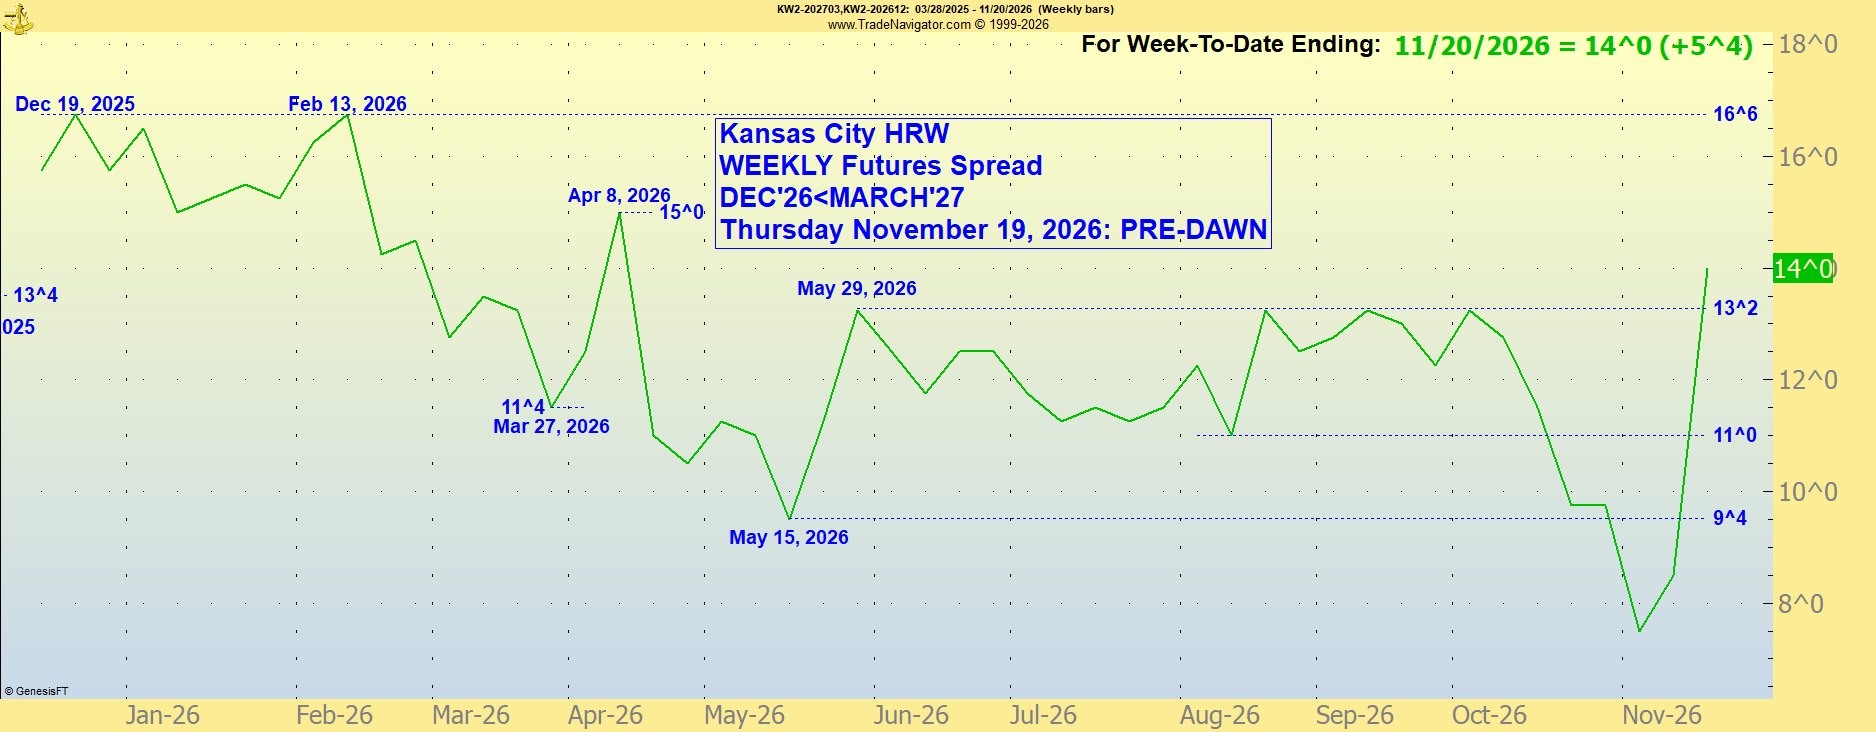 KW2-202703,KW2-202612: 03/28/2025 - 11/20/2026 (Weekly bars)
www.TradeNavigator.com © 1999-2026
For Week-To-Date Ending: 11/20/2026 = 14^0 (+5^4)
18^0
Dec 19, 2025
Feb 13, 2026
16^6
Kansas City HRW
WEEKLY Futures Spread
DEC'26<MARCH'27
Thursday November 19, 2026: PRE-DAWN
16^0
Apr 8, 2026
15^0
14^0
13^4
May 29, 2026
13^2
025
12^0
11^4
Mar 27, 2026
11^0
10^0
9^4
May 15, 2026
8^0
© GenesisFT
Jan-26 Feb-26 Mar-26 Apr-26 May-26 Jun-26 Jul-26 Aug-26 Sep-26 Oct-26 Nov-26